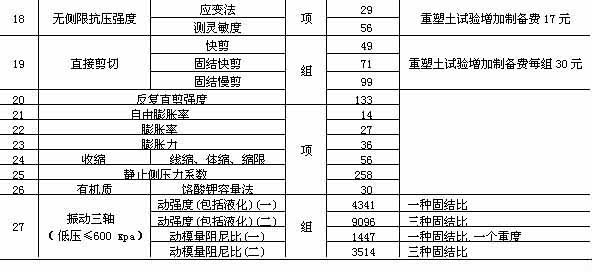 18 无侧限抗压强度 应变法 项 29 重塑土试验增加制备费17元
测灵敏度 56
19 直接剪切 快剪 组 49 重塑土试验增加制备费每组30元
固结快剪 71
固结慢剪 99
20 反复直剪强度 项 133
21 自由膨胀率 14
22 膨胀率 27
23 膨胀力 36
24 收缩 线缩、体缩、缩限 56
25 静止侧压力系数 258
26 有机质 铬酸钾容量法 30
27 振动三轴 (低压≤600 Kpa) 动强度(包括液化)(一) 组 4341 一种固结比
动强度(包括液化)(二) 9096 三种固结比
动模量阻尼比(一) 1447 一种固结比,一个重度
动模量阻尼比(二) 3514 三种固结比